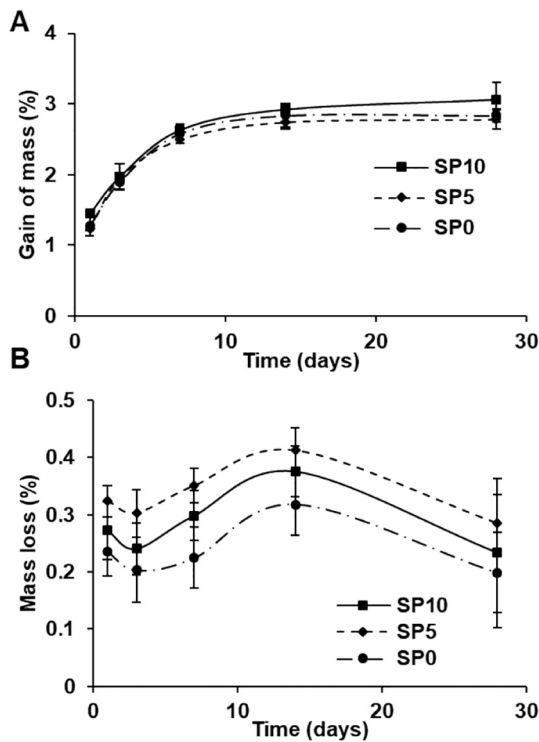 A
4
3
2
1
0
Gain of mass (%)
SP10
SP5
SP0
0 10 20 30
Time (days)
B
0.5
0.4
0.3
0.2
0.1
0
Mass loss (%)
SP10
SP5
SP0
0 10 20 30
Time (days)